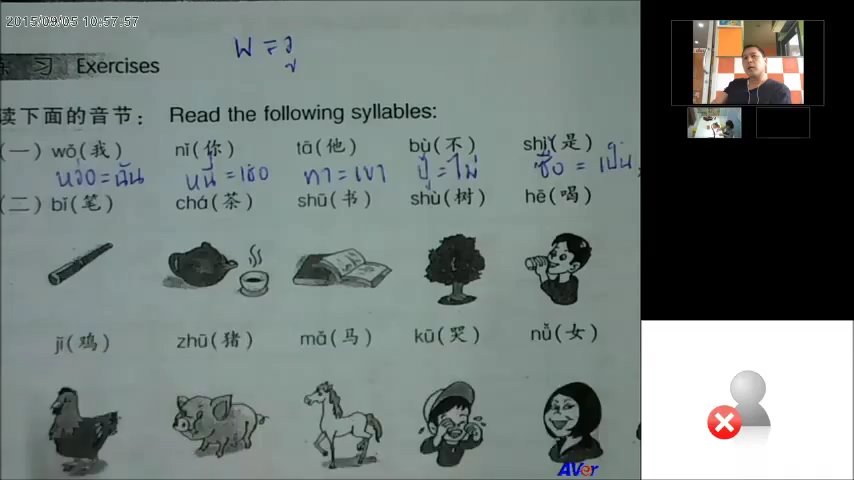 2015/09/05 10:57:57
พ = วู
练 习 Exercises
读下面的音节： Read the following syllables:
(一) wǒ(我) nǐ(你) tā(他) bù(不) shì(是)
หว่อ=ฉัน หนี่=เธอ ทา=เขา ปู้=ไม่ ซื่อ = เป็น
(二) bǐ(笔) chá(茶) shū(书) shù(树) hē(喝)
jī(鸡) zhū(猪) mǎ(马) kū(哭) nǚ(女)
AVer